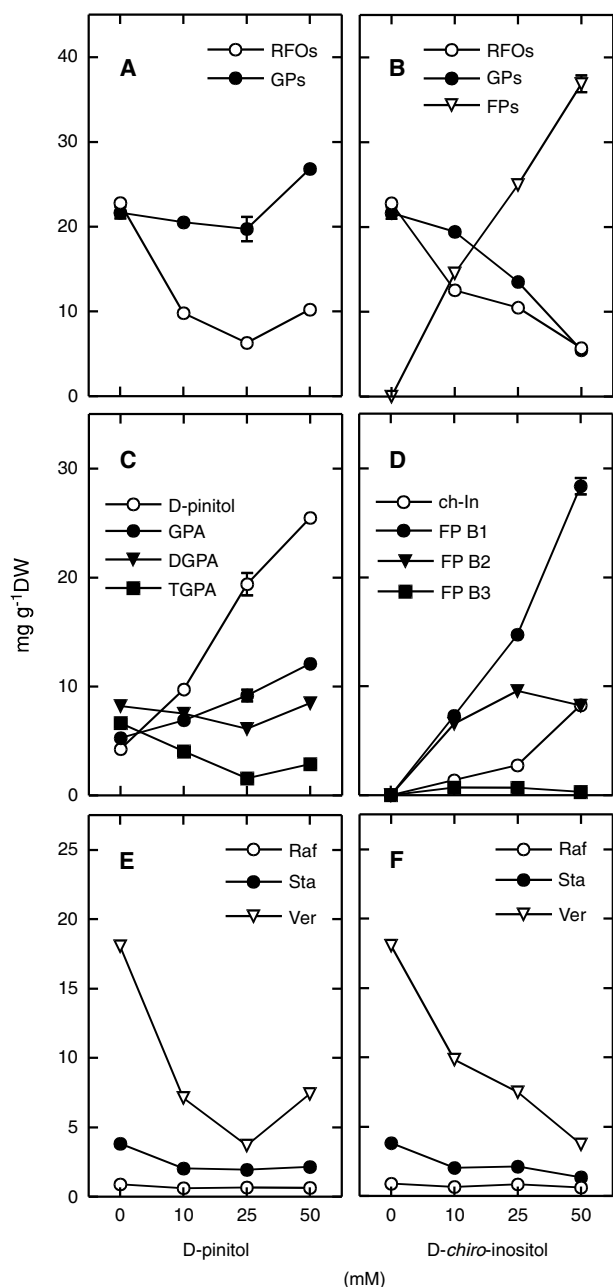 A
RFOs
GPs
B
RFOs
GPs
FPs
40
30
20
10
0
C
D-pinitol
GPA
DGPA
TGPA
D
ch-In
FP B1
FP B2
FP B3
30
20
10
0
mg g-1DW
E
Raf
Sta
Ver
F
Raf
Sta
Ver
25
20
15
10
5
0
0 10 25 50
0 10 25 50
D-pinitol
D-chiro-inositol
(mM)